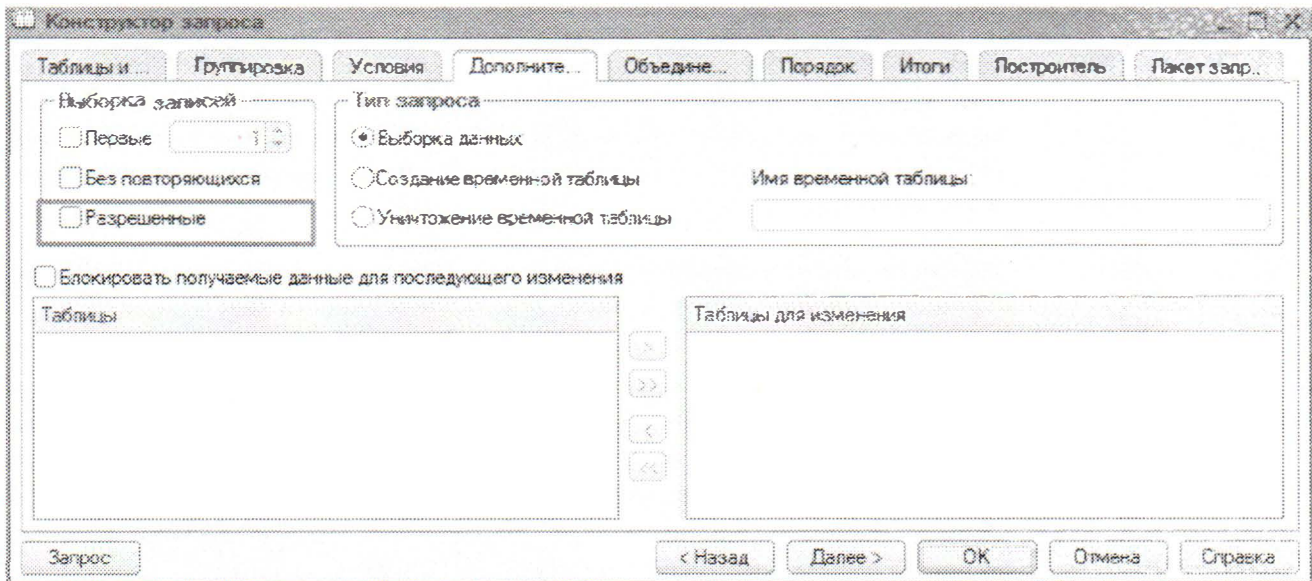 Конструктор запроса
Таблицы и ... Группировка Условия Дополните... Объедине... Порядок Итоги Построитель Пакет запр..
Выборка записей Тип запроса
Первые 1 Выборка данных
Без повторяющихся Создание временной таблицы Имя временной таблицы:
Разрешенные Уничтожение временной таблицы
Блокировать получаемые данные для последующего изменения
Таблицы Таблицы для изменения
>
>>
<
<<
Запрос < Назад Далее > OK Отмена Справка